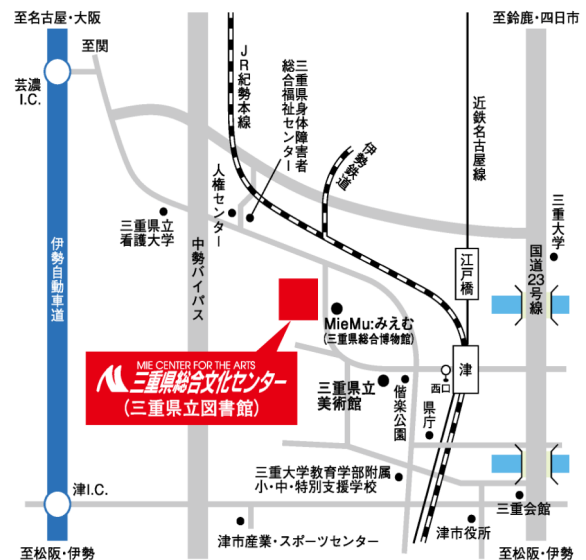 至名古屋・大阪
至鈴鹿・四日市
至関
芸濃
I.C.
JR紀勢本線
三重県身体障害者
総合福祉センター
近鉄名古屋線
伊勢鉄道
人権センター
三重県立
看護大学
三重大学
伊勢自動車道
中勢バイパス
江戸橋
国道23号線
MieMu:みえむ
(三重県総合博物館)
MIE CENTER FOR THE ARTS
三重県総合文化センター
(三重県立図書館)
津
西口
三重県立
美術館
偕楽公園
県庁
三重大学教育学部附属
小・中・特別支援学校
津I.C.
三重会館
津市産業・スポーツセンター
津市役所
至松阪・伊勢
至松阪・伊勢